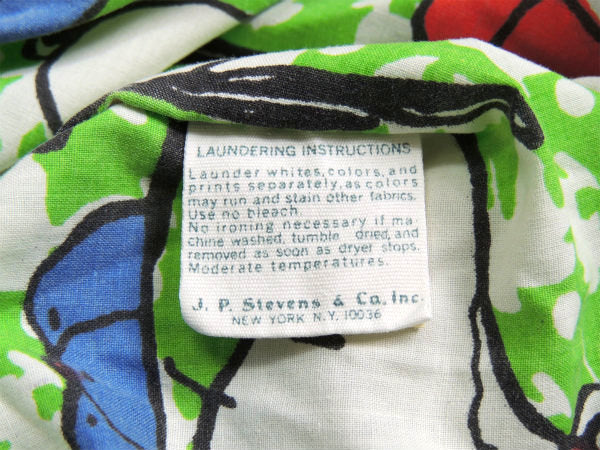 LAUNDERING INSTRUCTIONS
Launder whites, colors, and
prints separately, as colors
may run and stain other fabrics.
Use no bleach.
No ironing necessary if ma-
chine washed, tumble dried, and
removed as soon as dryer stops.
Moderate temperatures.
J. P. Stevens & Co. Inc.
NEW YORK N.Y. 10036